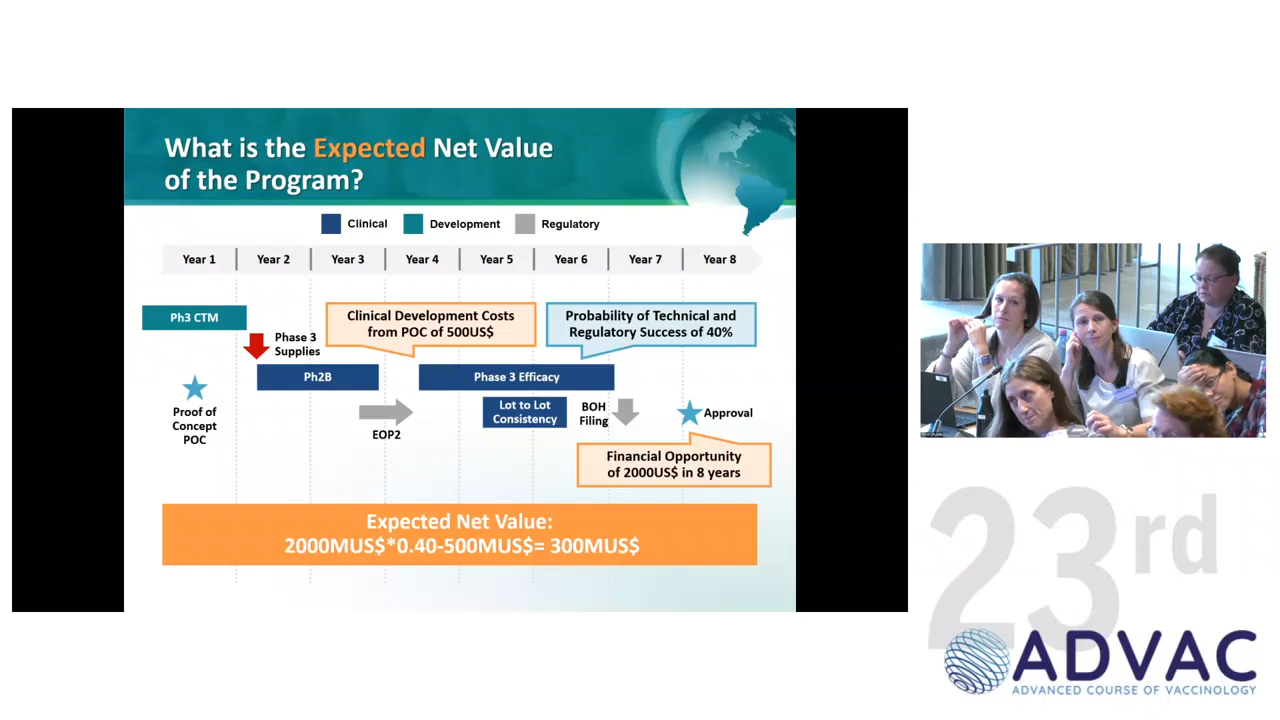 What is the Expected Net Value
of the Program?
Clinical
Development
Regulatory
Year 1
Year 2
Year 3
Year 4
Year 5
Year 6
Year 7
Year 8
Ph3 CTM
Phase 3
Supplies
Clinical Development Costs
from POC of 500US$
Probability of Technical and
Regulatory Success of 40%
Ph2B
Phase 3 Efficacy
Proof of
Concept
POC
EOP2
Lot to Lot
Consistency
BOH
Filing
Approval
Financial Opportunity
of 2000US$ in 8 years
Expected Net Value:
2000MUS$*0.40-500MUS$= 300MUS$
23rd
ADVAC
ADVANCED COURSE OF VACCINOLOGY